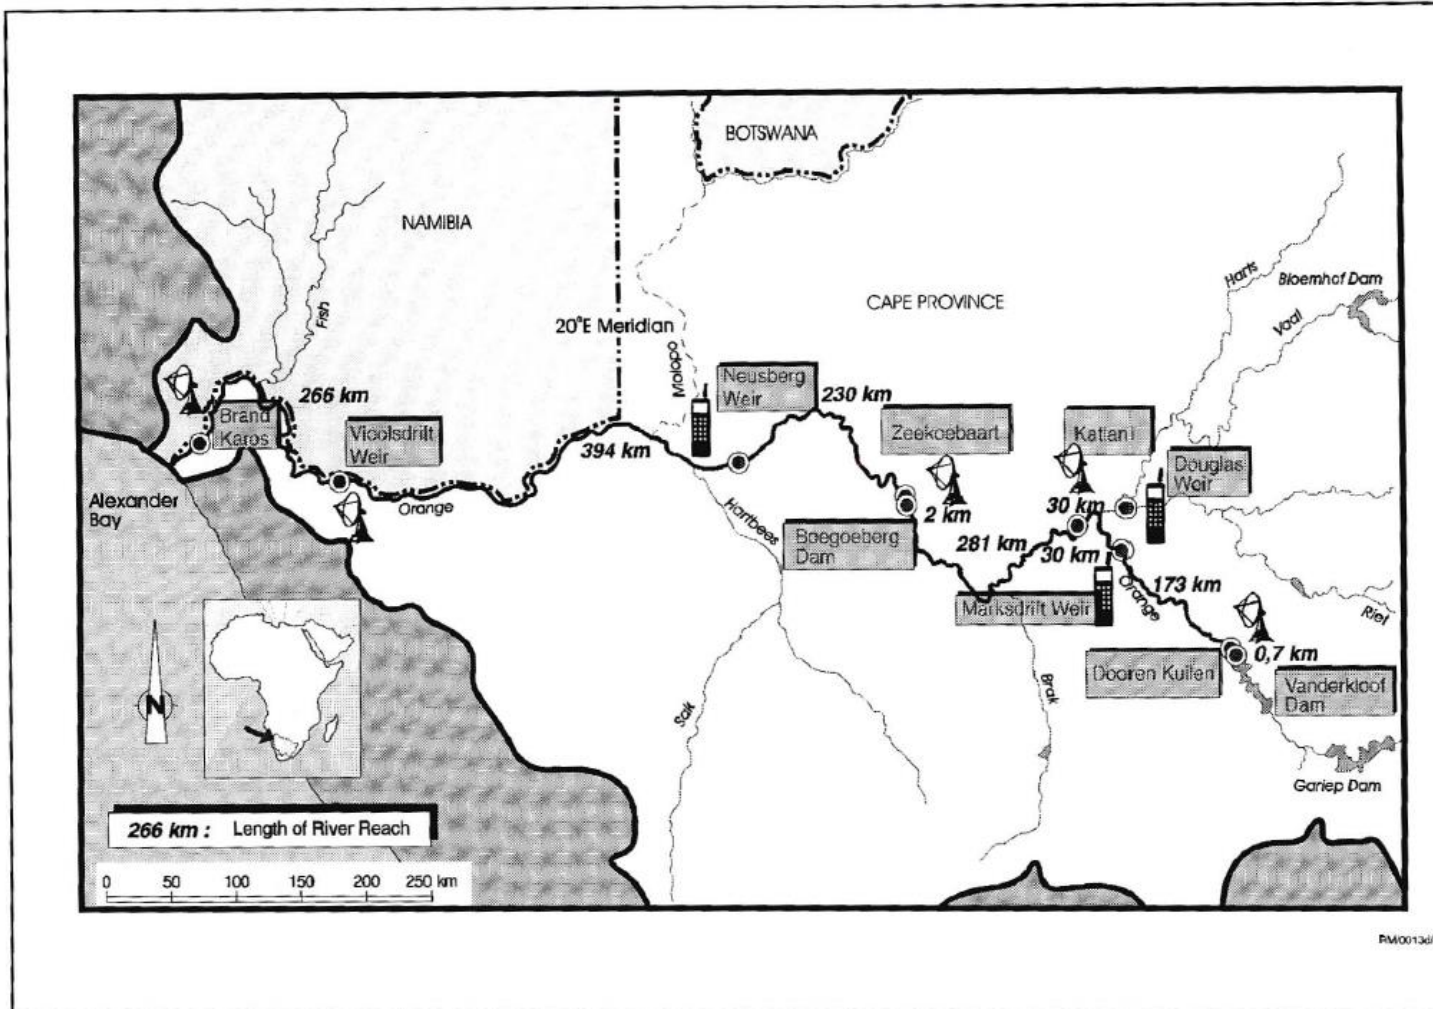 BOTSWANA
NAMIBIA
Fish
20°E Meridian
CAPE PROVINCE
Molopo
Harts
Bloemhof Dam
Vaal
266 km
Brand
Karos
Vioolsdrift
Weir
394 km
Neusberg
Weir
230 km
Zeekoebaart
Katlani
Douglas
Weir
Alexander
Bay
Orange
Hartbees
2 km
30 km
Boegoeberg
Dam
281 km
30 km
Marksdrift Weir
Orange
173 km
Riet
0,7 km
Dooren Kuilen
Vanderkloof
Dam
Brak
Sak
Gariep Dam
N
266 km : Length of River Reach
0 50 100 150 200 250 km